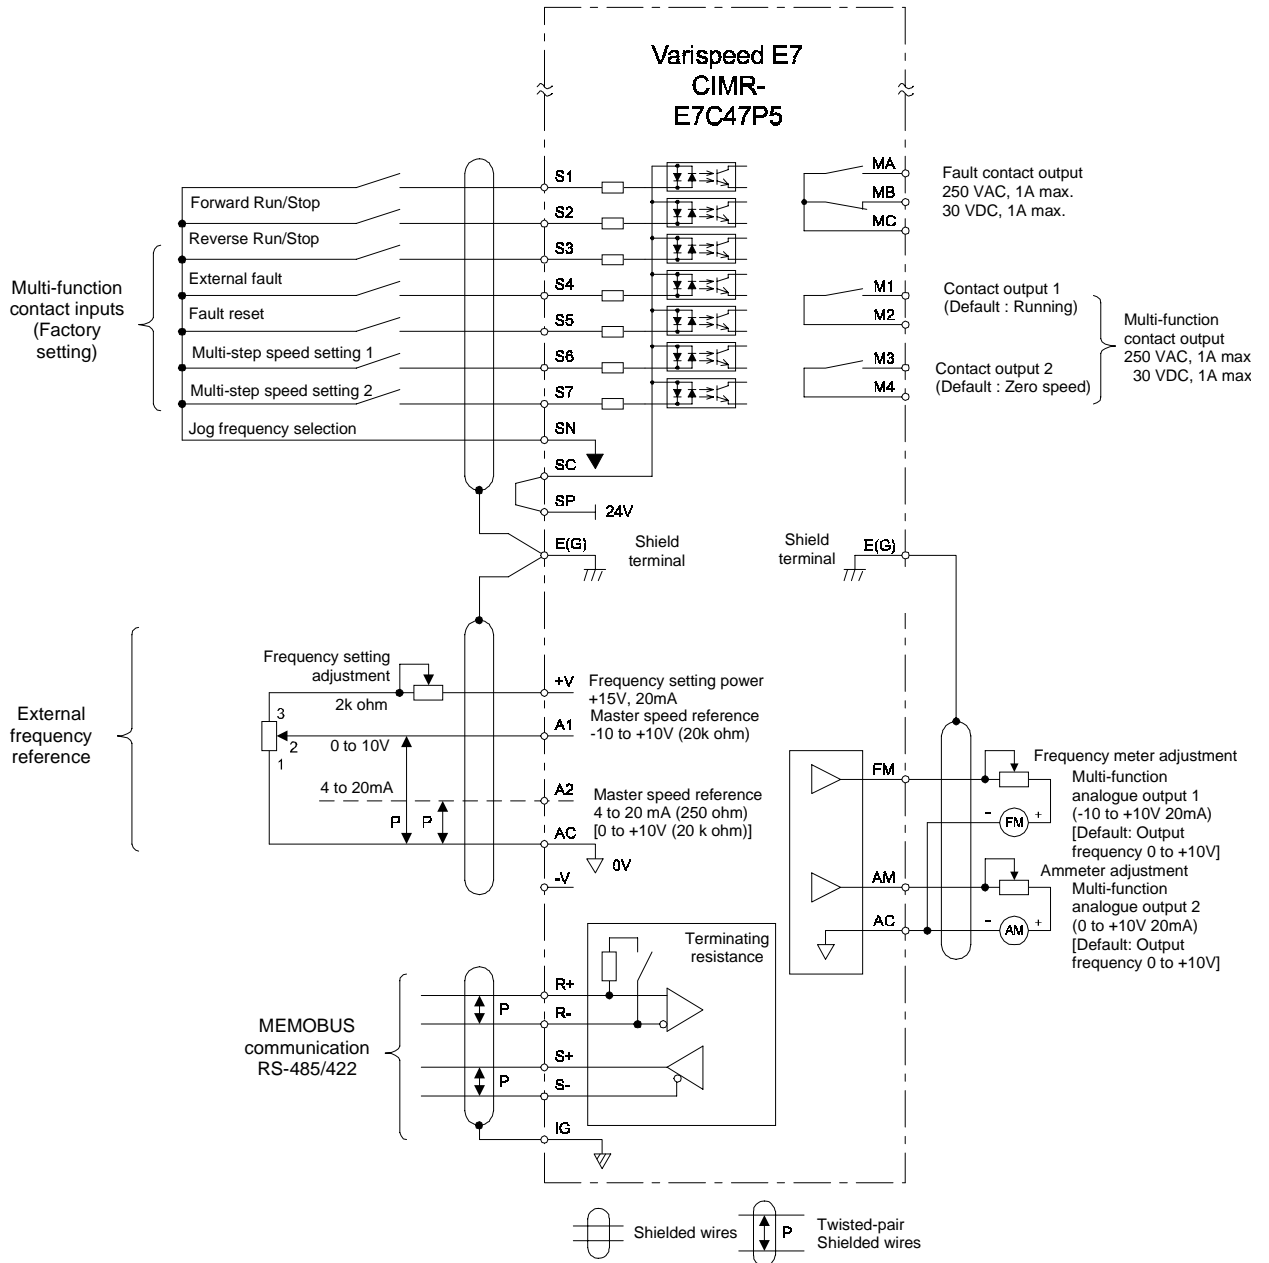 Varispeed E7
CIMR-
E7C47P5
S1
Forward Run/Stop
S2
Reverse Run/Stop
S3
External fault
S4
Fault reset
S5
Multi-step speed setting 1
S6
Multi-step speed setting 2
S7
Jog frequency selection
SN
SC
SP
24V
Multi-function
contact inputs
(Factory
setting)
MA
MB
MC
Fault contact output
250 VAC, 1A max.
30 VDC, 1A max.
M1
M2
Contact output 1
(Default : Running)
M3
M4
Contact output 2
(Default : Zero speed)
Multi-function
contact output
250 VAC, 1A max
30 VDC, 1A max
E(G)
Shield
terminal
Shield
terminal
E(G)
External
frequency
reference
Frequency setting
adjustment
2k ohm
3
2
1
0 to 10V
4 to 20mA
P
P
+V
Frequency setting power
+15V, 20mA
A1
Master speed reference
-10 to +10V (20k ohm)
A2
Master speed reference
4 to 20 mA (250 ohm)
[0 to +10V (20 k ohm)]
AC
0V
-V
FM
Frequency meter adjustment
Multi-function
analogue output 1
(-10 to +10V 20mA)
[Default: Output
frequency 0 to +10V]
- FM +
AM
Ammeter adjustment
Multi-function
analogue output 2
(0 to +10V 20mA)
[Default: Output
frequency 0 to +10V]
AC
- AM +
MEMOBUS
communication
RS-485/422
P
P
R+
R-
S+
S-
IG
Terminating
resistance
Shielded wires
P
Twisted-pair
Shielded wires